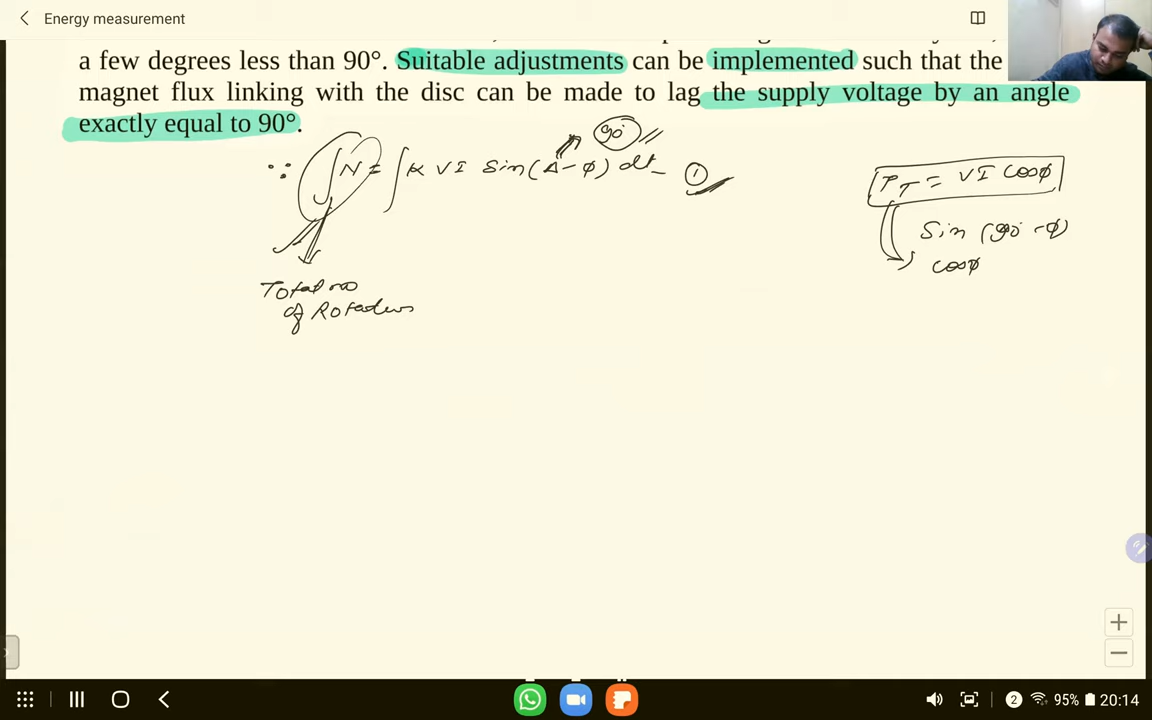 Energy measurement
a few degrees less than 90°. Suitable adjustments can be implemented such that the
magnet flux linking with the disc can be made to lag the supply voltage by an angle
exactly equal to 90°.
∵ ∫N = ∫K VI Sin(Δ-φ) dt - ①
90°
Total no
of Rotations
P_T = VI cosφ
Sin (90° -φ)
cosφ
2 95% 20:14